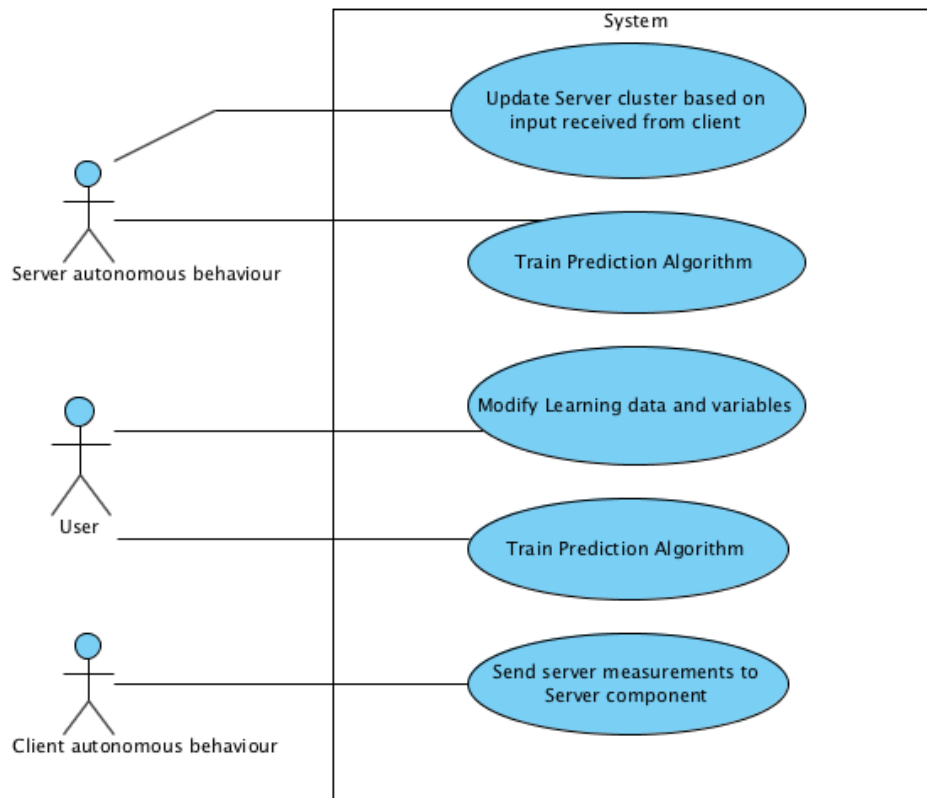 System
Update Server cluster based on
input received from client
Server autonomous behaviour
Train Prediction Algorithm
Modify Learning data and variables
User
Train Prediction Algorithm
Send server measurements to
Server component
Client autonomous behaviour